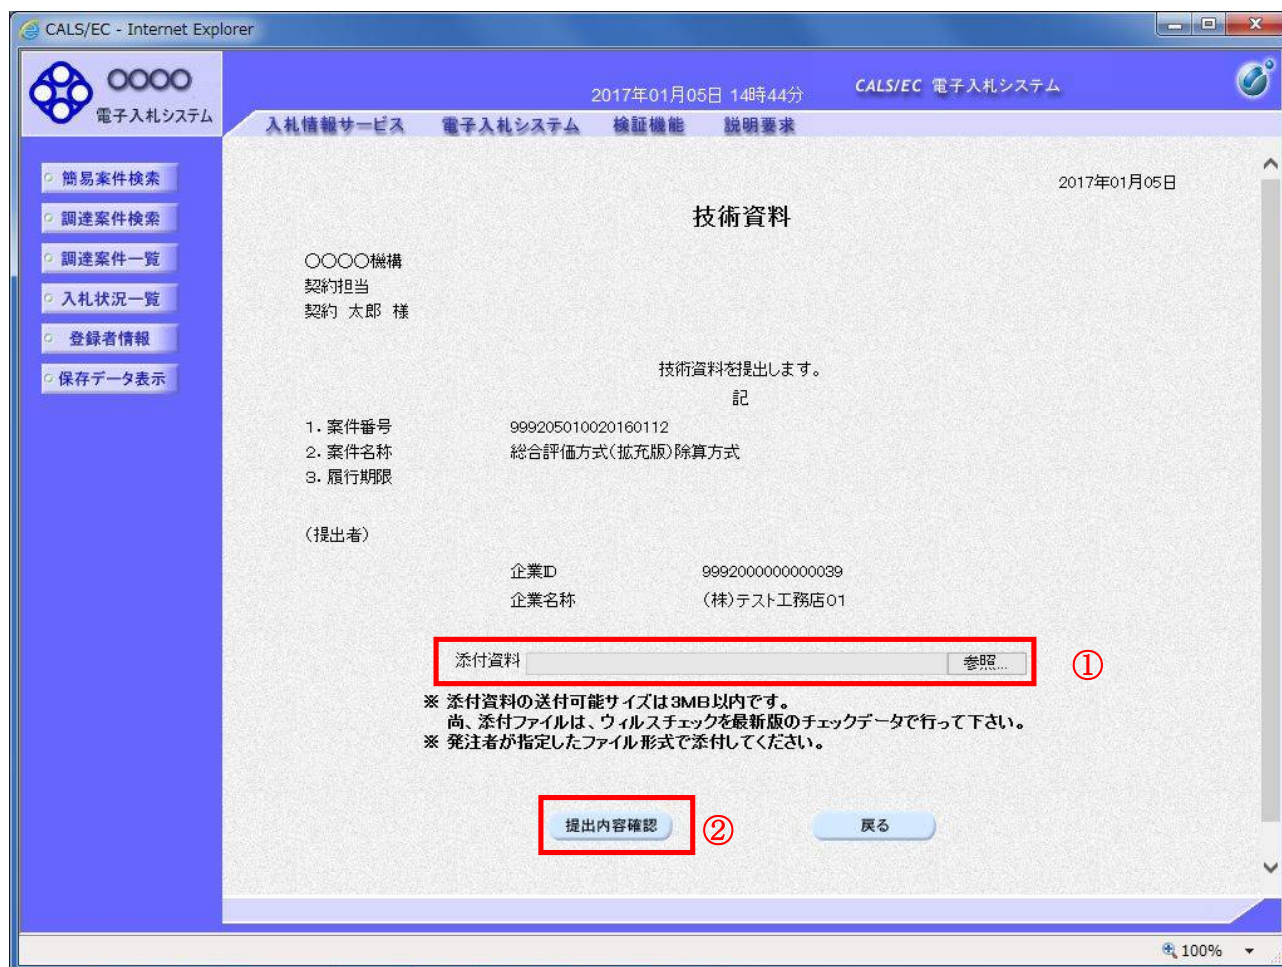 CALS/EC - Internet Explorer
〇〇〇〇
電子入札システム
2017年01月05日 14時44分
CALS/EC 電子入札システム
入札情報サービス 電子入札システム 検証機能 説明要求
簡易案件検索
調達案件検索
調達案件一覧
入札状況一覧
登録者情報
保存データ表示
2017年01月05日
技術資料
〇〇〇〇機構
契約担当
契約 太郎 様
技術資料を提出します。
記
1.案件番号 999205010020160112
2.案件名称 総合評価方式(拡充版)除算方式
3.履行期限
(提出者)
企業ID 9992000000000039
企業名称 (株)テスト工務店01
添付資料 参照... ①
※ 添付資料の送付可能サイズは3MB以内です。
尚、添付ファイルは、ウィルスチェックを最新版のチェックデータで行って下さい。
※ 発注者が指定したファイル形式で添付してください。
提出内容確認 ② 戻る
100%